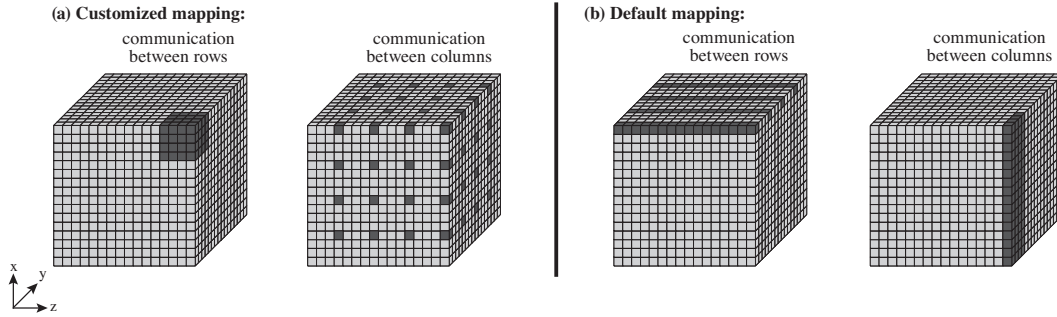 (a) Customized mapping:
communication
between rows
communication
between columns
(b) Default mapping:
communication
between rows
communication
between columns
x
y
z